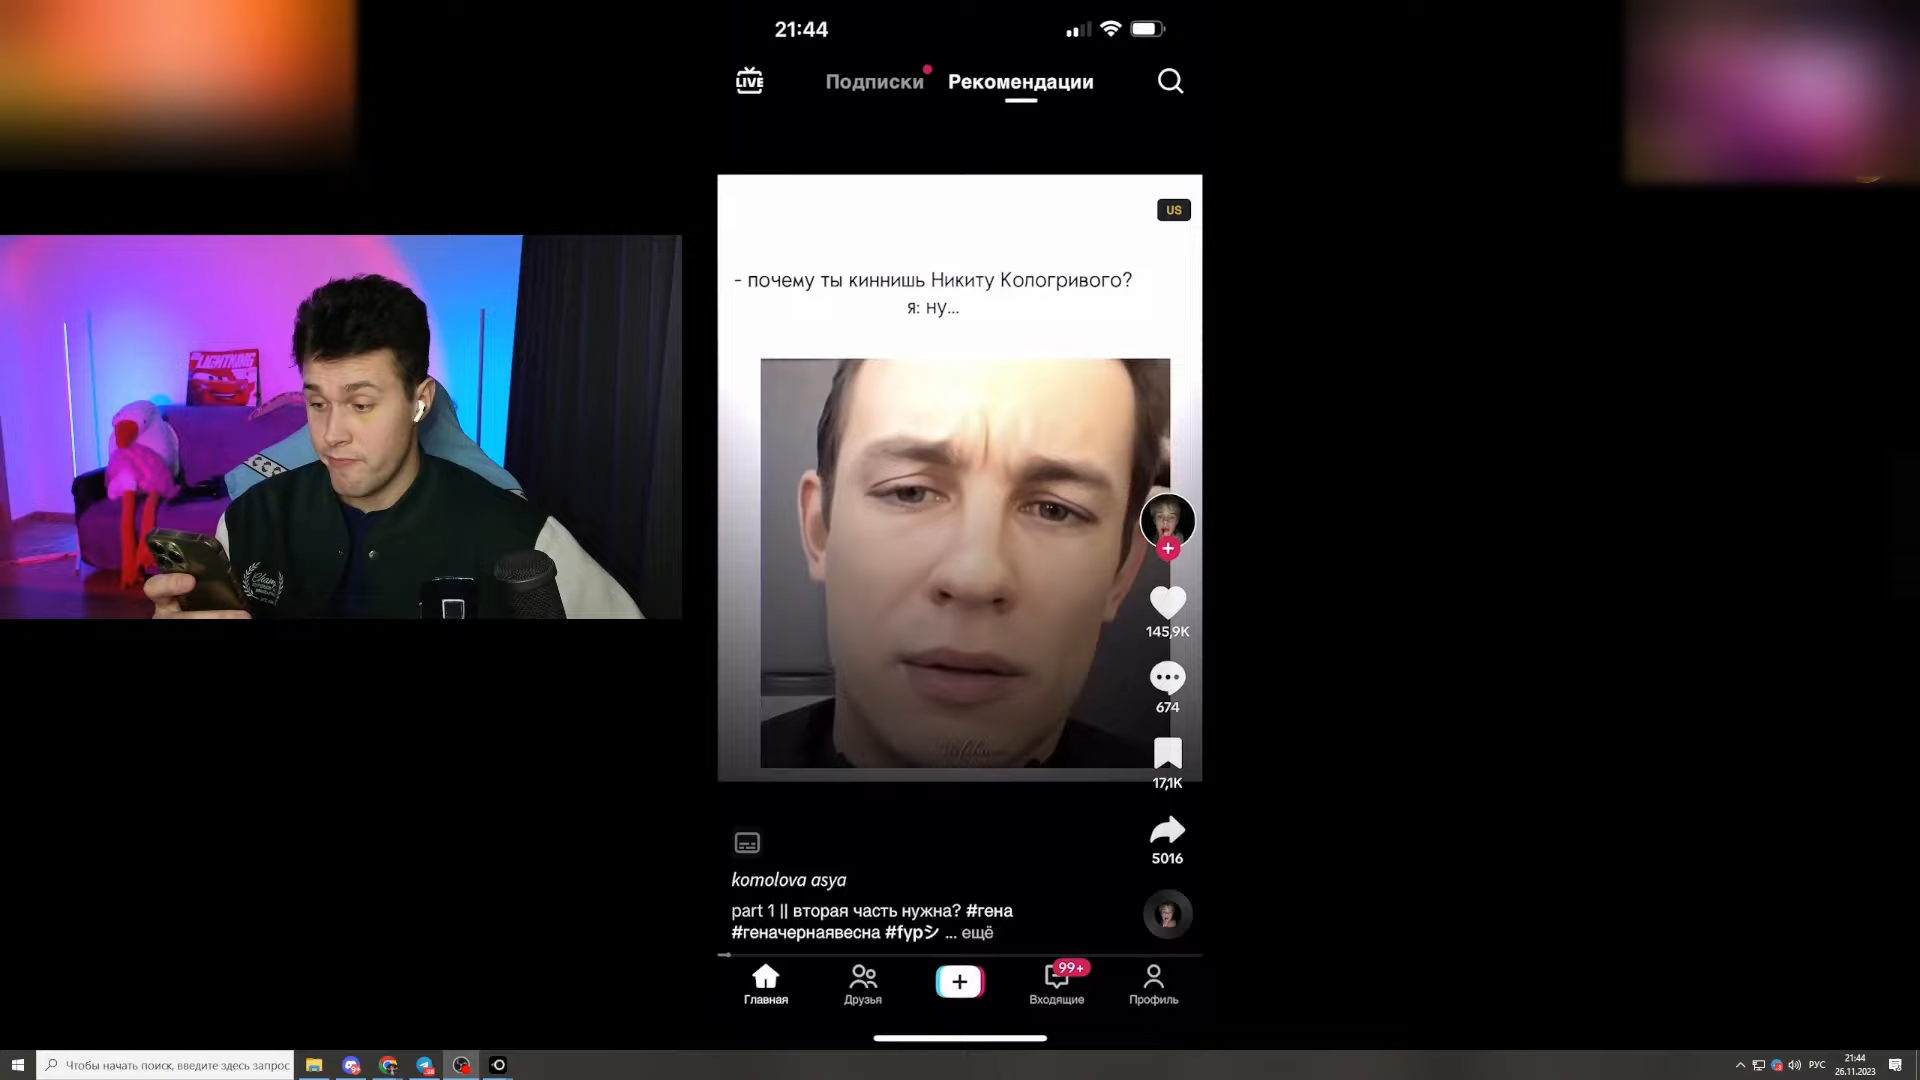 21:44
LIVE
Подписки
Рекомендации
US
- почему ты киннишь Никиту Кологривого?
я: ну...
LIGHTNING
145,9K
674
17,1K
5016
komolova asya
part 1 || вторая часть нужна? #гена
#геначернаявесна #fypシ ... ещё
99+
Главная
Друзья
Входящие
Профиль
Чтобы начать поиск, введите здесь запрос
РУС
21:44
26.11.2023